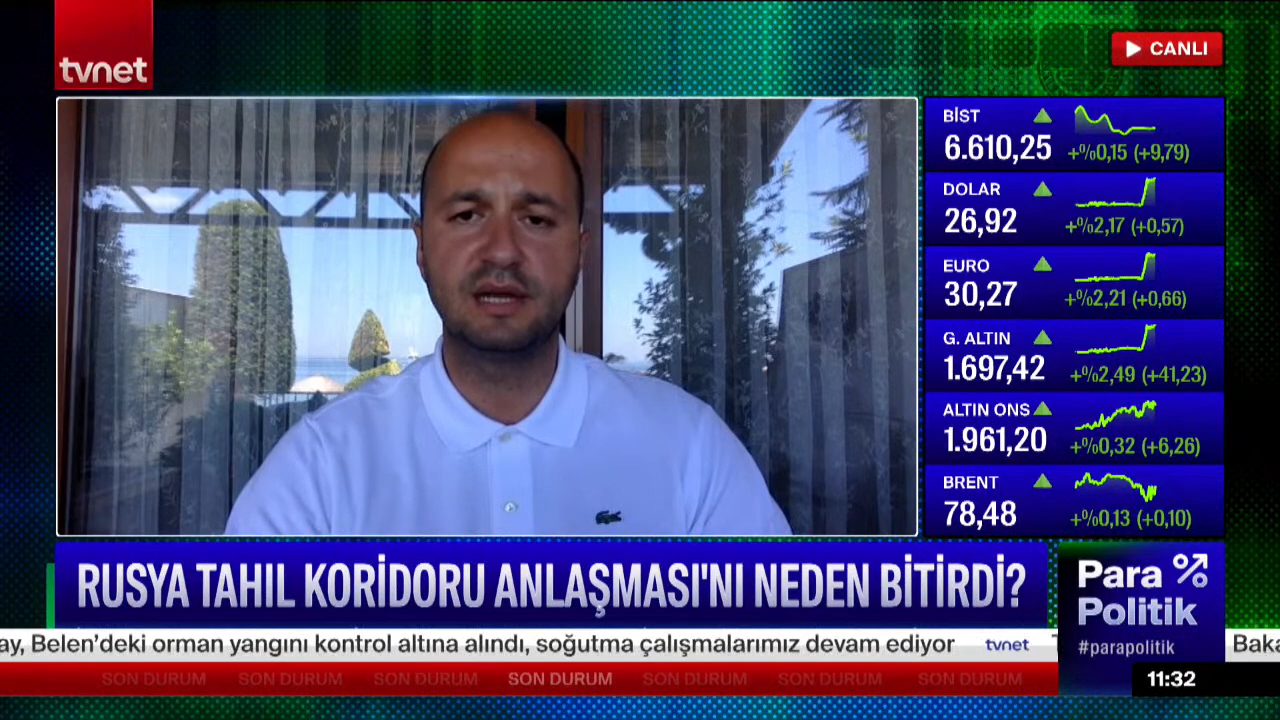 tvnet
CANLI
BİST
6.610,25
+%0,15 (+9,79)
DOLAR
26,92
+%2,17 (+0,57)
EURO
30,27
+%2,21 (+0,66)
G. ALTIN
1.697,42
+%2,49 (+41,23)
ALTIN ONS
1.961,20
+%0,32 (+6,26)
BRENT
78,48
+%0,13 (+0,10)
RUSYA TAHIL KORİDORU ANLAŞMASI'NI NEDEN BİTİRDİ?
Para %
Politik
#parapolitik
ay, Belen'deki orman yangını kontrol altına alındı, soğutma çalışmalarımız devam ediyor tvnet
Baka
SON DURUM SON DURUM SON DURUM SON DURUM SON DURUM SON DURUM SON DURUM
11:32